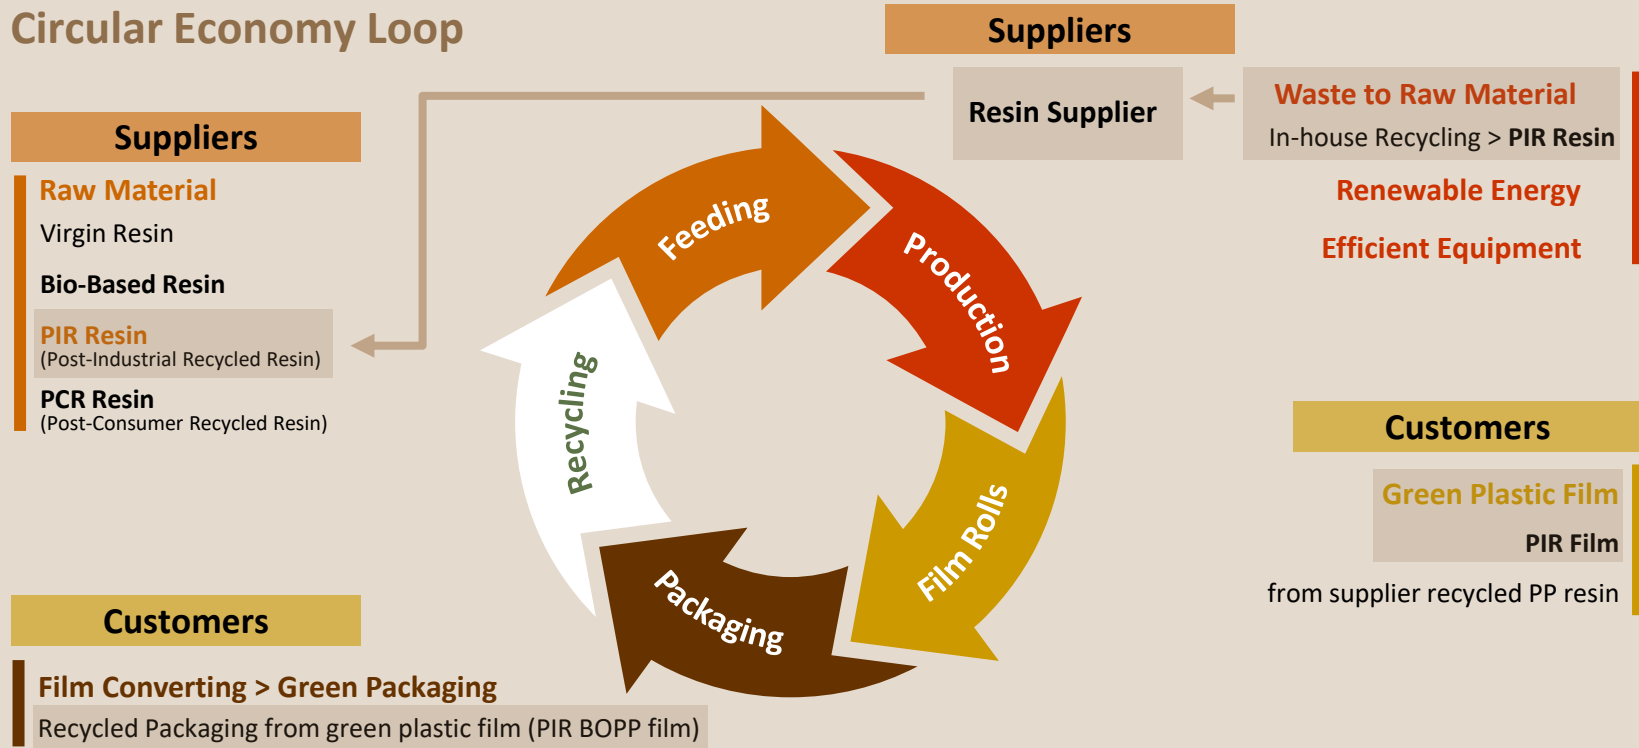 Circular Economy Loop
Suppliers
Raw Material
Virgin Resin
Bio-Based Resin
PIR Resin
(Post-Industrial Recycled Resin)
PCR Resin
(Post-Consumer Recycled Resin)
Suppliers
Resin Supplier
Waste to Raw Material
In-house Recycling > PIR Resin
Renewable Energy
Efficient Equipment
Feeding
Production
Film Rolls
Packaging
Recycling
Customers
Green Plastic Film
PIR Film
from supplier recycled PP resin
Customers
Film Converting > Green Packaging
Recycled Packaging from green plastic film (PIR BOPP film)